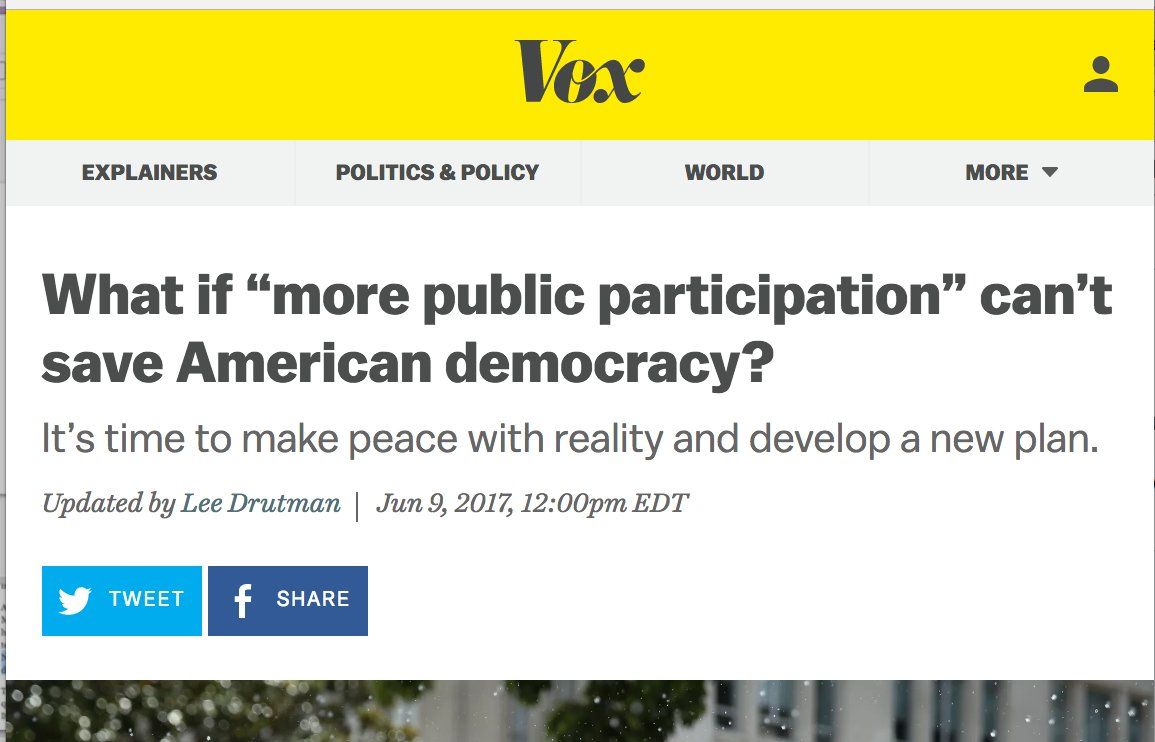 Vox
EXPLAINERS
POLITICS & POLICY
WORLD
MORE
What if “more public participation” can’t
save American democracy?
It’s time to make peace with reality and develop a new plan.
Updated by Lee Drutman | Jun 9, 2017, 12:00pm EDT
TWEET
SHARE